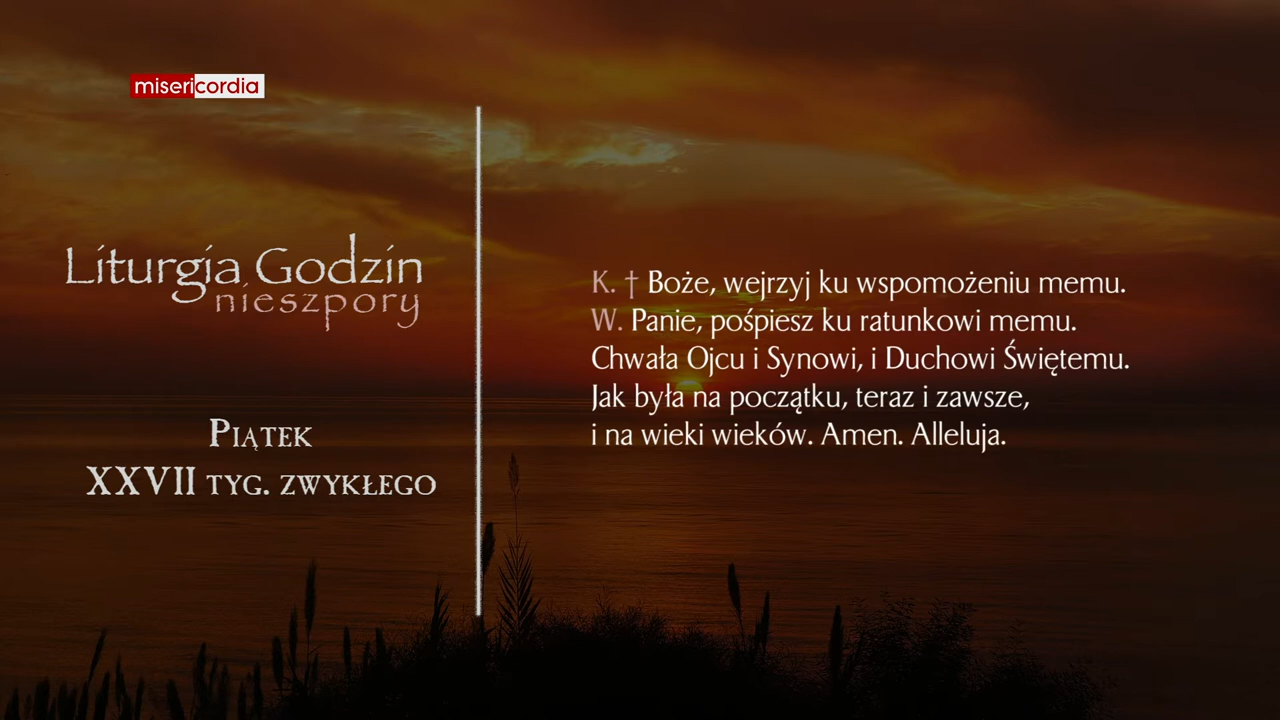 misericordia
Liturgia Godzin
nieszpory
Piątek
XXVII tyg. zwykłego
K. † Boże, wejrzyj ku wspomożeniu memu.
W. Panie, pośpiesz ku ratunkowi memu.
Chwała Ojcu i Synowi, i Duchowi Świętemu.
Jak była na początku, teraz i zawsze,
i na wieki wieków. Amen. Alleluja.